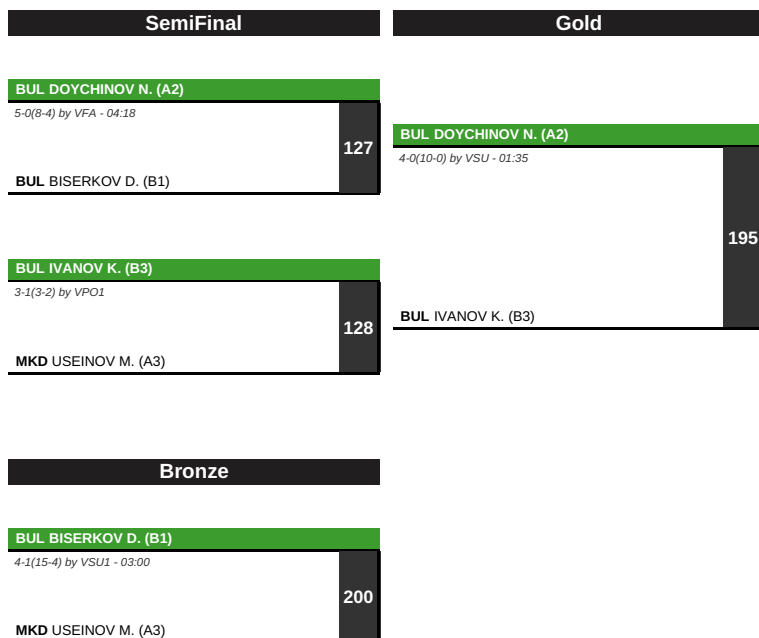 SemiFinal
Gold
BUL DOYCHINOV N. (A2)
5-0(8-4) by VFA - 04:18
127
BUL BISERKOV D. (B1)
BUL DOYCHINOV N. (A2)
4-0(10-0) by VSU - 01:35
195
BUL IVANOV K. (B3)
BUL IVANOV K. (B3)
3-1(3-2) by VPO1
128
MKD USEINOV M. (A3)
Bronze
BUL BISERKOV D. (B1)
4-1(15-4) by VSU1 - 03:00
200
MKD USEINOV M. (A3)